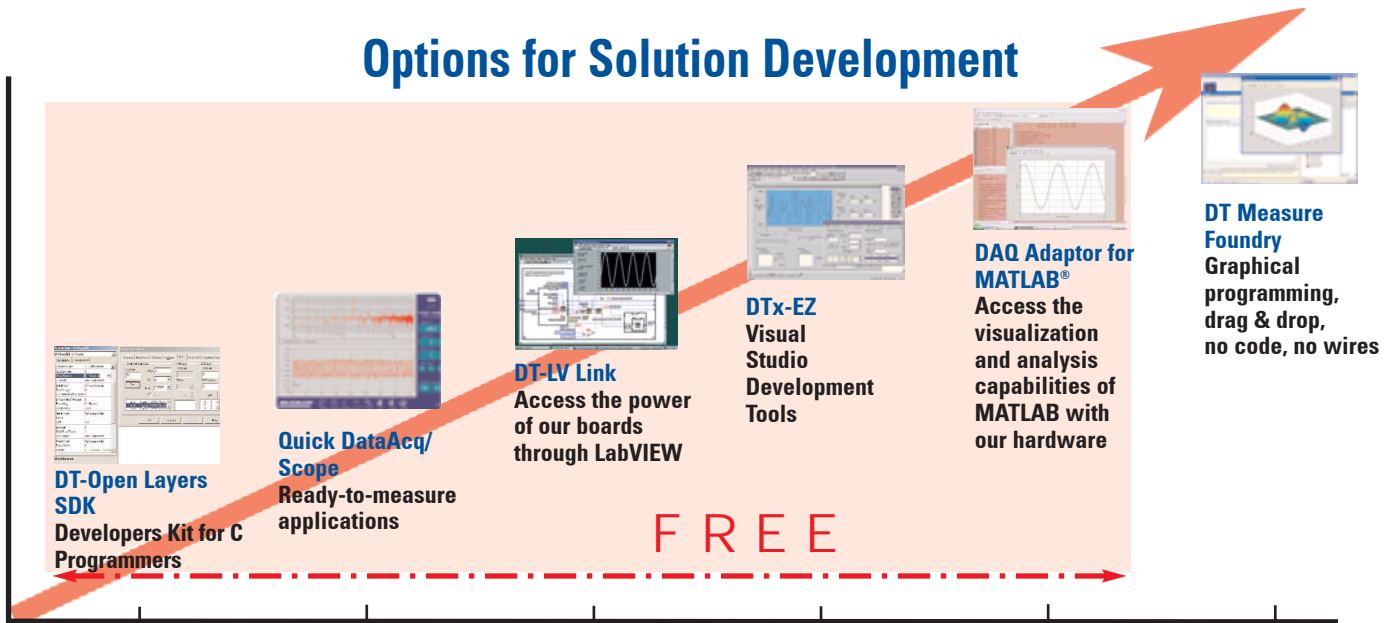 Options for Solution Development
DT-Open Layers
SDK
Developers Kit for C
Programmers
Quick DataAcq/
Scope
Ready-to-measure
applications
DT-LV Link
Access the power
of our boards
through LabVIEW
DTx-EZ
Visual
Studio
Development
Tools
DAQ Adaptor for
MATLAB®
Access the
visualization
and analysis
capabilities of
MATLAB with
our hardware
DT Measure
Foundry
Graphical
programming,
drag & drop,
no code, no wires
FREE